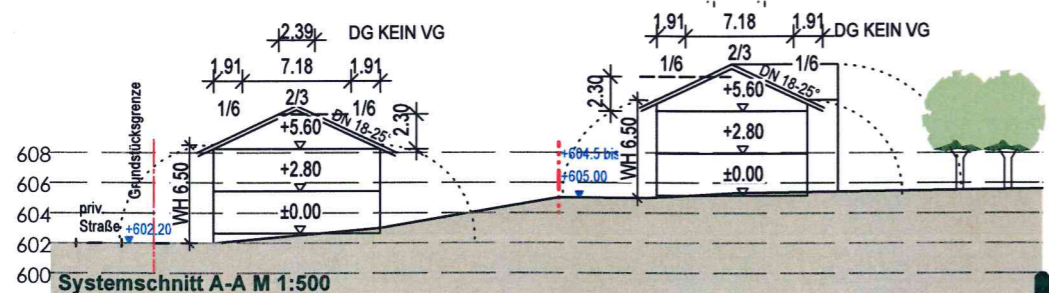 2.39
DG KEIN VG
1.91 7.18 1.91
1/6 2/3 1/6
DN 18-25°
2.30
+5.60
+2.80
±0.00
WH 6.50
Grundstücksgrenze
priv.
Straße
+602.20
1.91 7.18 1.91
DG KEIN VG
2/3 1/6
1/6
DN 18-25°
2.30
+5.60
+2.80
±0.00
WH 6.50
+604.5 bis
+605.00
608
606
604
602
600
Systemschnitt A-A M 1:500